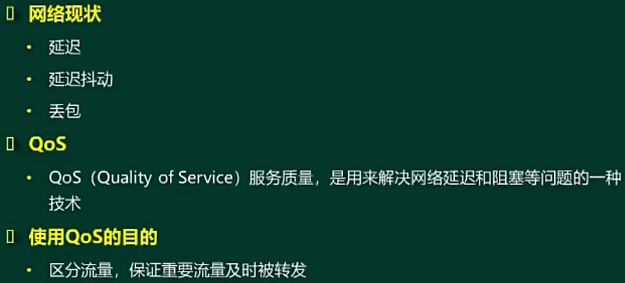 网络现状
• 延迟
• 延迟抖动
• 丢包
QoS
• QoS（Quality of Service）服务质量，是用来解决网络延迟和阻塞等问题的一种
技术
使用QoS的目的
• 区分流量，保证重要流量及时被转发